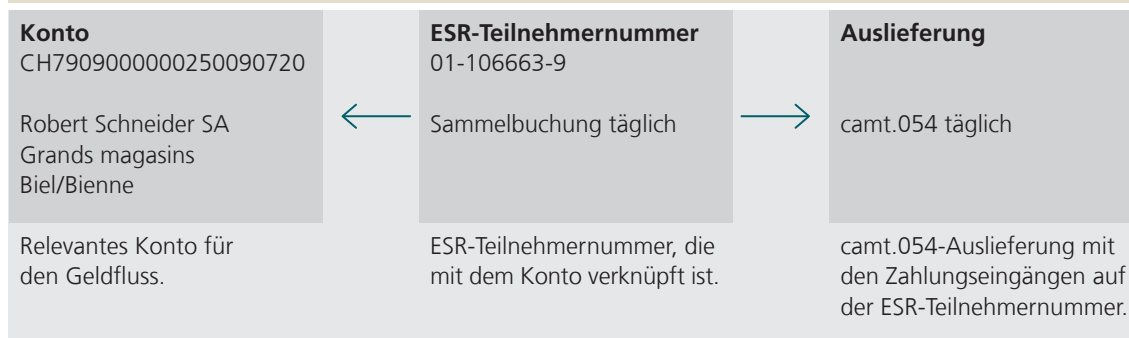 Konto
CH7909000000250090720
Robert Schneider SA
Grands magasins
Biel/Bienne
Relevantes Konto für
den Geldfluss.
ESR-Teilnehmernummer
01-106663-9
Sammelbuchung täglich
ESR-Teilnehmernummer, die
mit dem Konto verknüpft ist.
Auslieferung
camt.054 täglich
camt.054-Auslieferung mit
den Zahlungseingängen auf
der ESR-Teilnehmernummer.